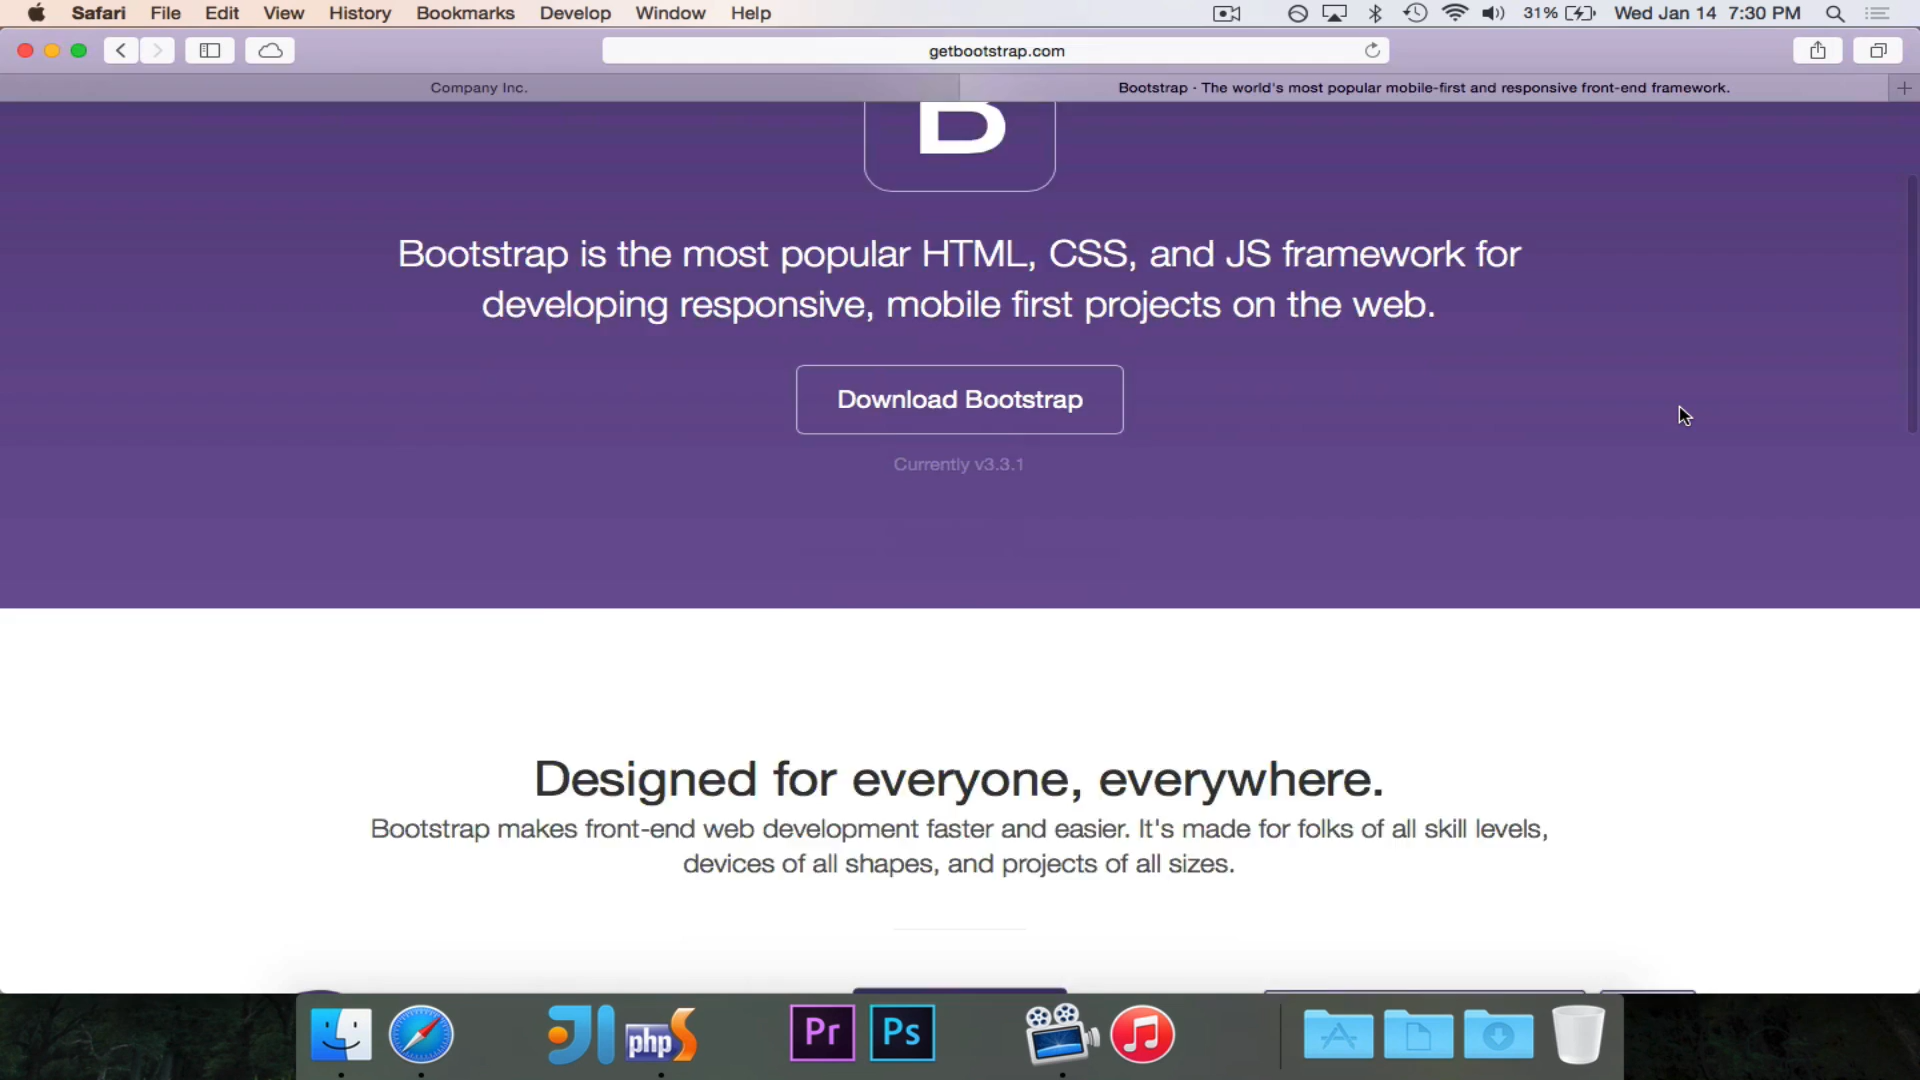 Safari File Edit View History Bookmarks Develop Window Help 31% Wed Jan 14 7:30 PM
getbootstrap.com
Company Inc. Bootstrap · The world's most popular mobile-first and responsive front-end framework.
B
Bootstrap is the most popular HTML, CSS, and JS framework for
developing responsive, mobile first projects on the web.
Download Bootstrap
Currently v3.3.1
Designed for everyone, everywhere.
Bootstrap makes front-end web development faster and easier. It's made for folks of all skill levels,
devices of all shapes, and projects of all sizes.
JI phpS Pr Ps